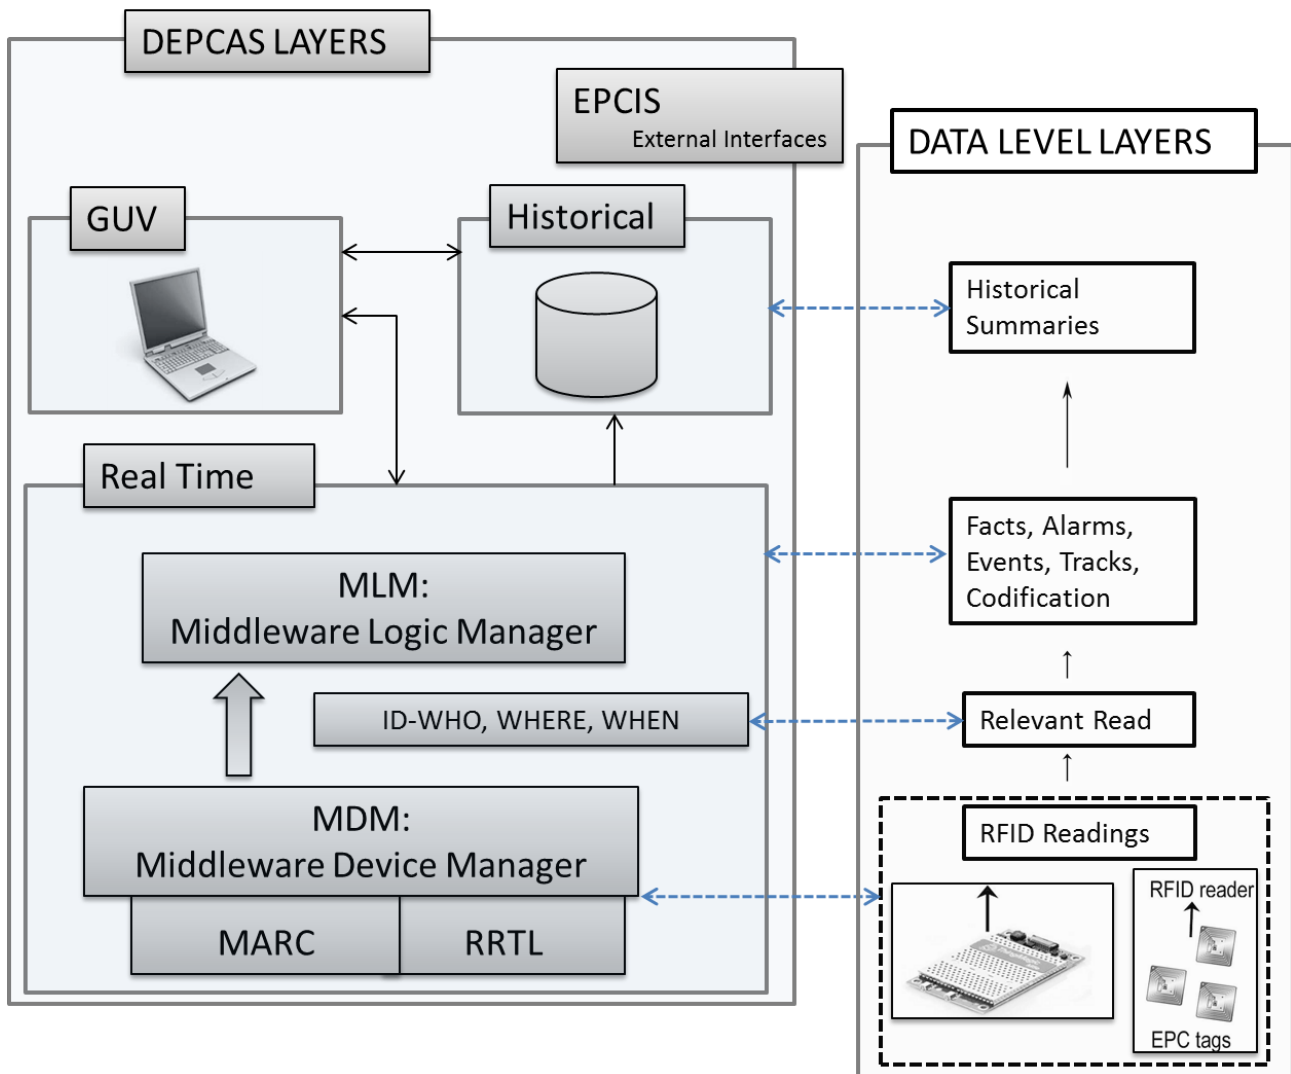 DEPCAS LAYERS
EPCIS
External Interfaces
GUV
Historical
Real Time
MLM:
Middleware Logic Manager
ID-WHO, WHERE, WHEN
MDM:
Middleware Device Manager
MARC
RRTL
DATA LEVEL LAYERS
Historical
Summaries
Facts, Alarms,
Events, Tracks,
Codification
Relevant Read
RFID Readings
RFID reader
EPC tags